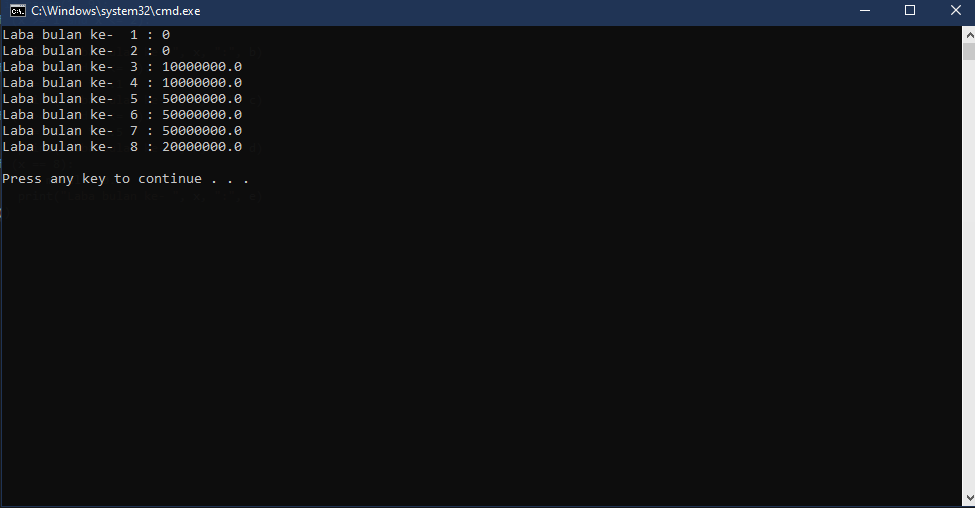 C:\Windows\system32\cmd.exe
Laba bulan ke-  1 : 0
Laba bulan ke-  2 : 0
Laba bulan ke-  3 : 10000000.0
Laba bulan ke-  4 : 10000000.0
Laba bulan ke-  5 : 50000000.0
Laba bulan ke-  6 : 50000000.0
Laba bulan ke-  7 : 50000000.0
Laba bulan ke-  8 : 20000000.0
Press any key to continue . . .